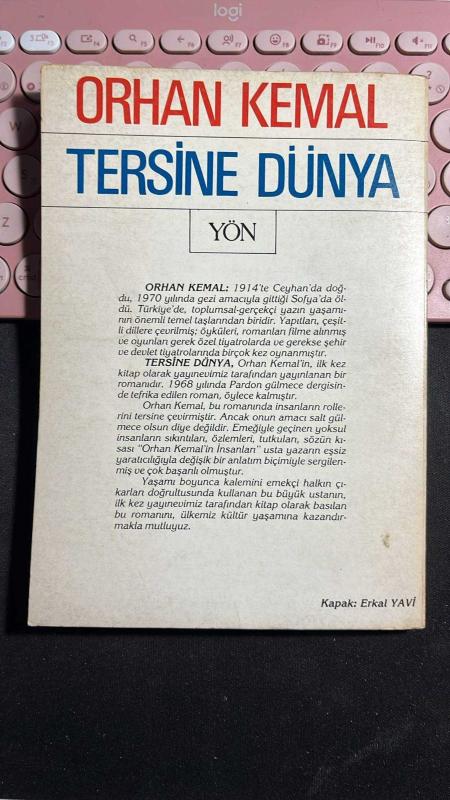 logi
ORHAN KEMAL
TERSİNE DÜNYA
YÖN
ORHAN KEMAL: 1914'te Ceyhan'da doğ-
du, 1970 yılında gezi amacıyla gittiği Sofya'da öl-
dü. Türkiye'de, toplumsal-gerçekçi yazın yaşamı-
nın önemli temel taşlarından biridir. Yapıtları, çeşit-
li dillere çevrilmiş; öyküleri, romanları filme alınmış
ve oyunları gerek özel tiyatrolarda ve gerekse şehir
ve devlet tiyatrolarında birçok kez oynanmıştır.
TERSİNE DÜNYA, Orhan Kemal'in, ilk kez
kitap olarak yayınevimiz tarafından yayınlanan bir
romanıdır. 1968 yılında Pardon gülmece dergisin-
de tefrika edilen roman, öylece kalmıştır.
Orhan Kemal, bu romanında insanların rolle-
rini tersine çevirmiştir. Ancak onun amacı salt gül-
mece olsun diye değildir. Emeğiyle geçinen yoksul
insanların sıkıntıları, özlemleri, tutkuları, sözün kı-
sası "Orhan Kemal'in İnsanları" usta yazarın eşsiz
yaratıcılığıyla değişik bir anlatım biçimiyle sergilen-
miş ve çok başarılı olmuştur.
Yaşamı boyunca kalemini emekçi halkın çı-
karları doğrultusunda kullanan bu büyük ustanın,
ilk kez yayınevimiz tarafından kitap olarak basılan
bu romanını, ülkemiz kültür yaşamına kazandır-
makla mutluyuz.
Kapak: Erkal YAVİ